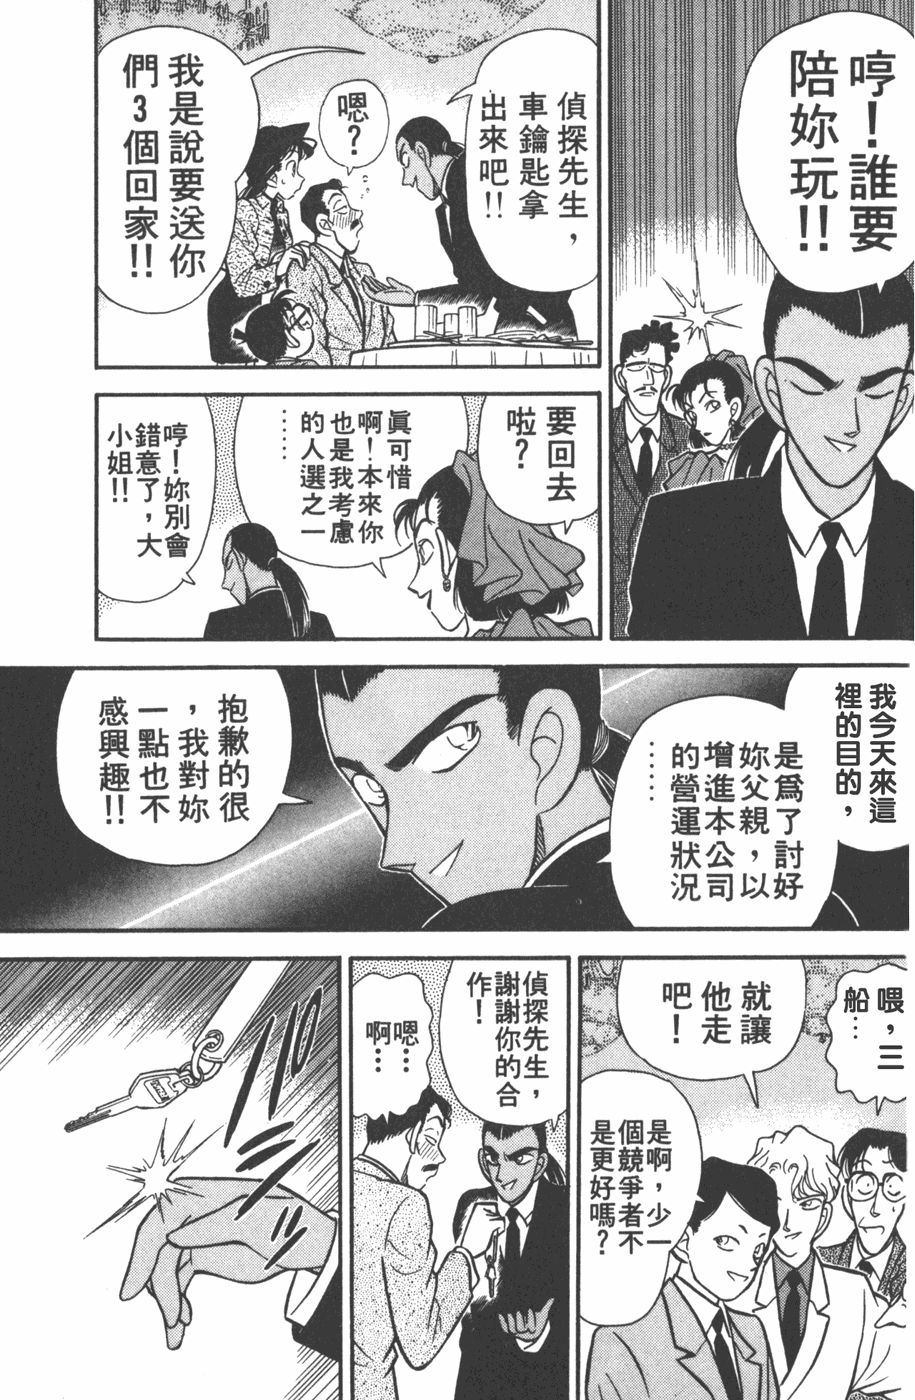 哼！誰要
陪妳玩!!
偵探先生，
車鑰匙拿
出來吧!!
嗯？
我是說要送你
們3個回家!!
要回去
啦？
真可惜
啊！本來你
也是我考慮
的人選之一
……
哼！妳別會
錯意了，大
小姐!!
我今天來這
裡的目的，
是為了討好
妳父親，以
增進本公司
的營運狀況
……
抱歉的很
，我對妳
一點也不
感興趣!!
喂，三
船…
就讓
他走
吧！
是啊，少一
個競爭者不
是更好嗎？
偵探先生，
謝謝你的合
作！
嗯…
啊…